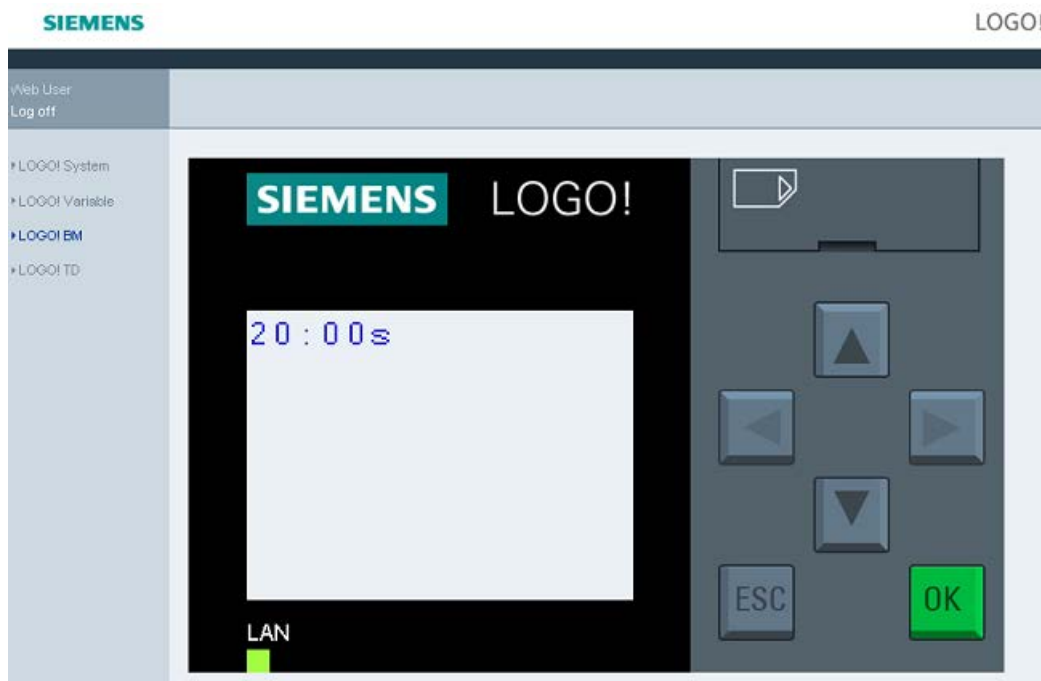 SIEMENS
LOGO!
Web User
Log off
LOGO! System
LOGO! Variable
LOGO! BM
LOGO! TD
SIEMENS LOGO!
20:00s
ESC OK
LAN